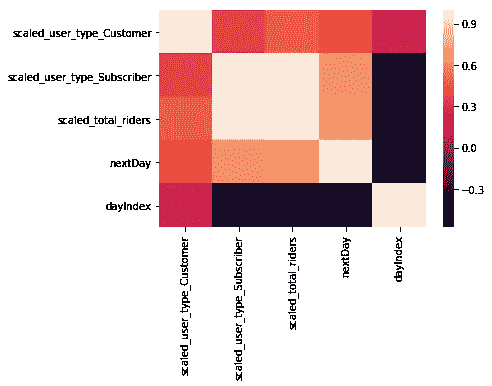 scaled_user_type_Customer
scaled_user_type_Subscriber
scaled_total_riders
nextDay
dayIndex
0.9
0.6
0.3
0.0
−0.3
scaled_user_type_Customer
scaled_user_type_Subscriber
scaled_total_riders
nextDay
dayIndex